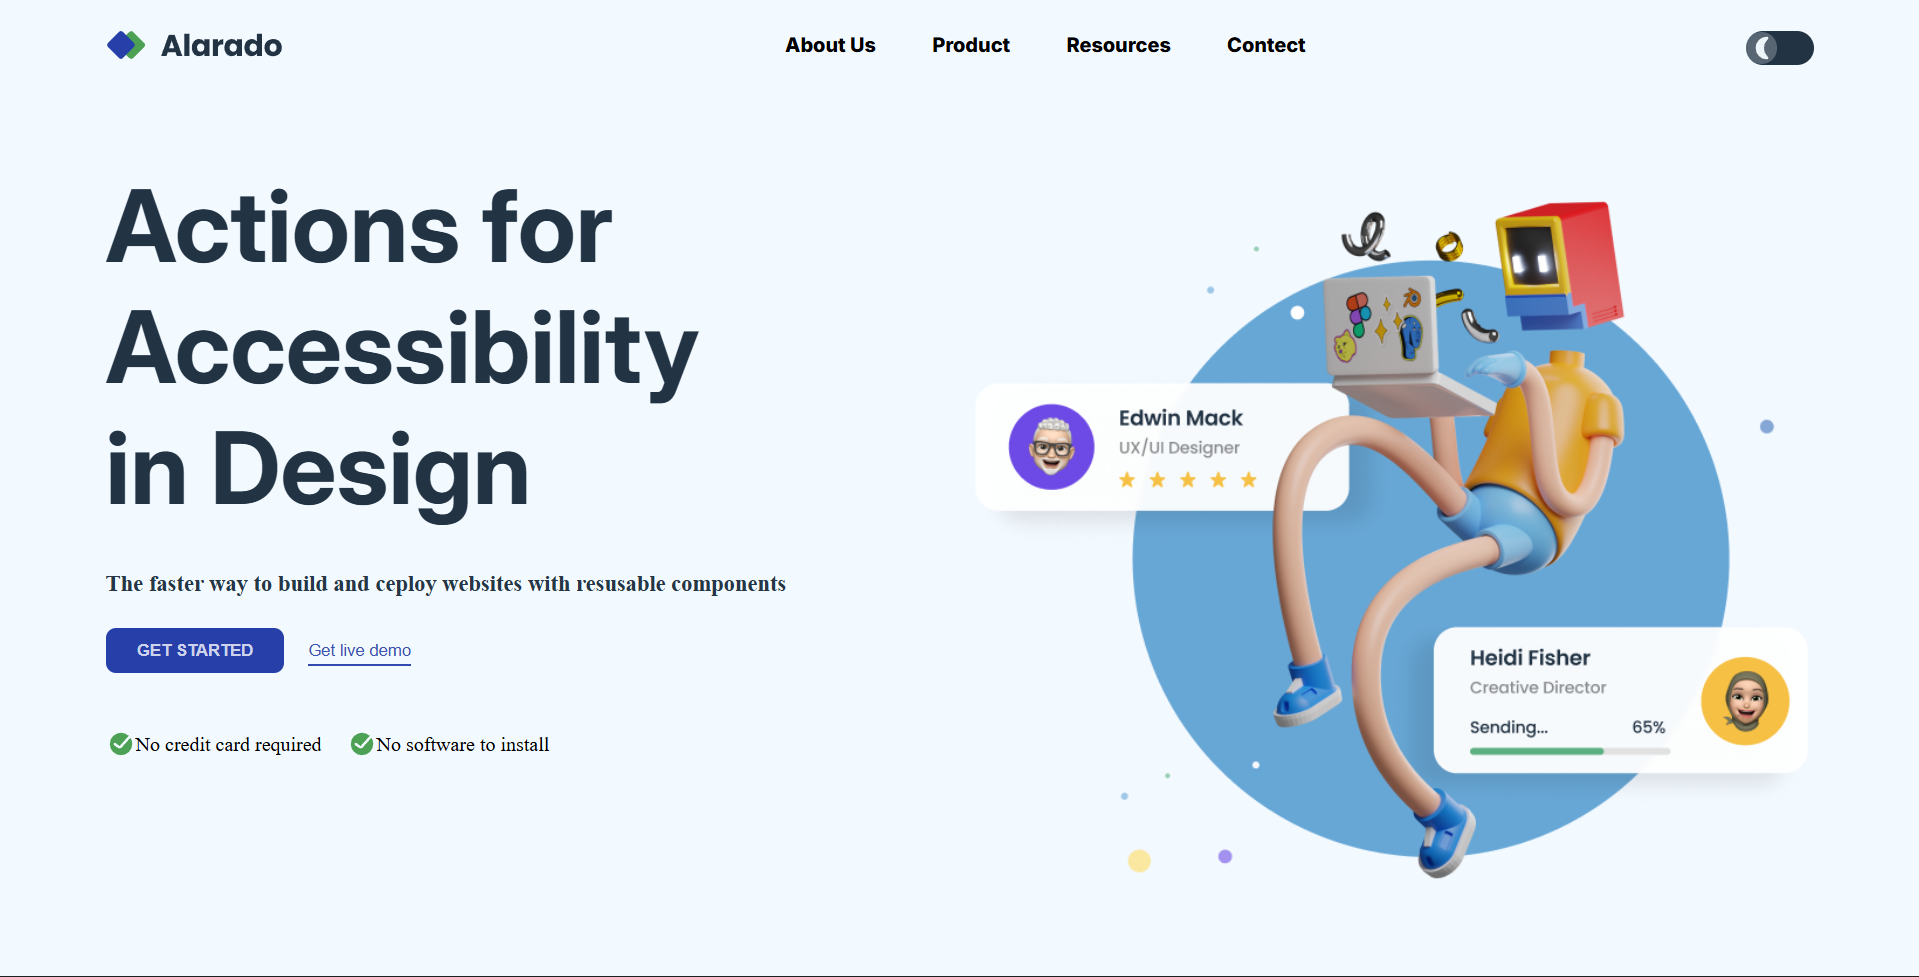 Alarado
About Us
Product
Resources
Contact
Actions for
Accessibility
in Design
The faster way to build and ceploy websites with resusable components
GET STARTED
Get live demo
No credit card required
No software to install
Edwin Mack
UX/UI Designer
Heidi Fisher
Creative Director
Sending...
65%